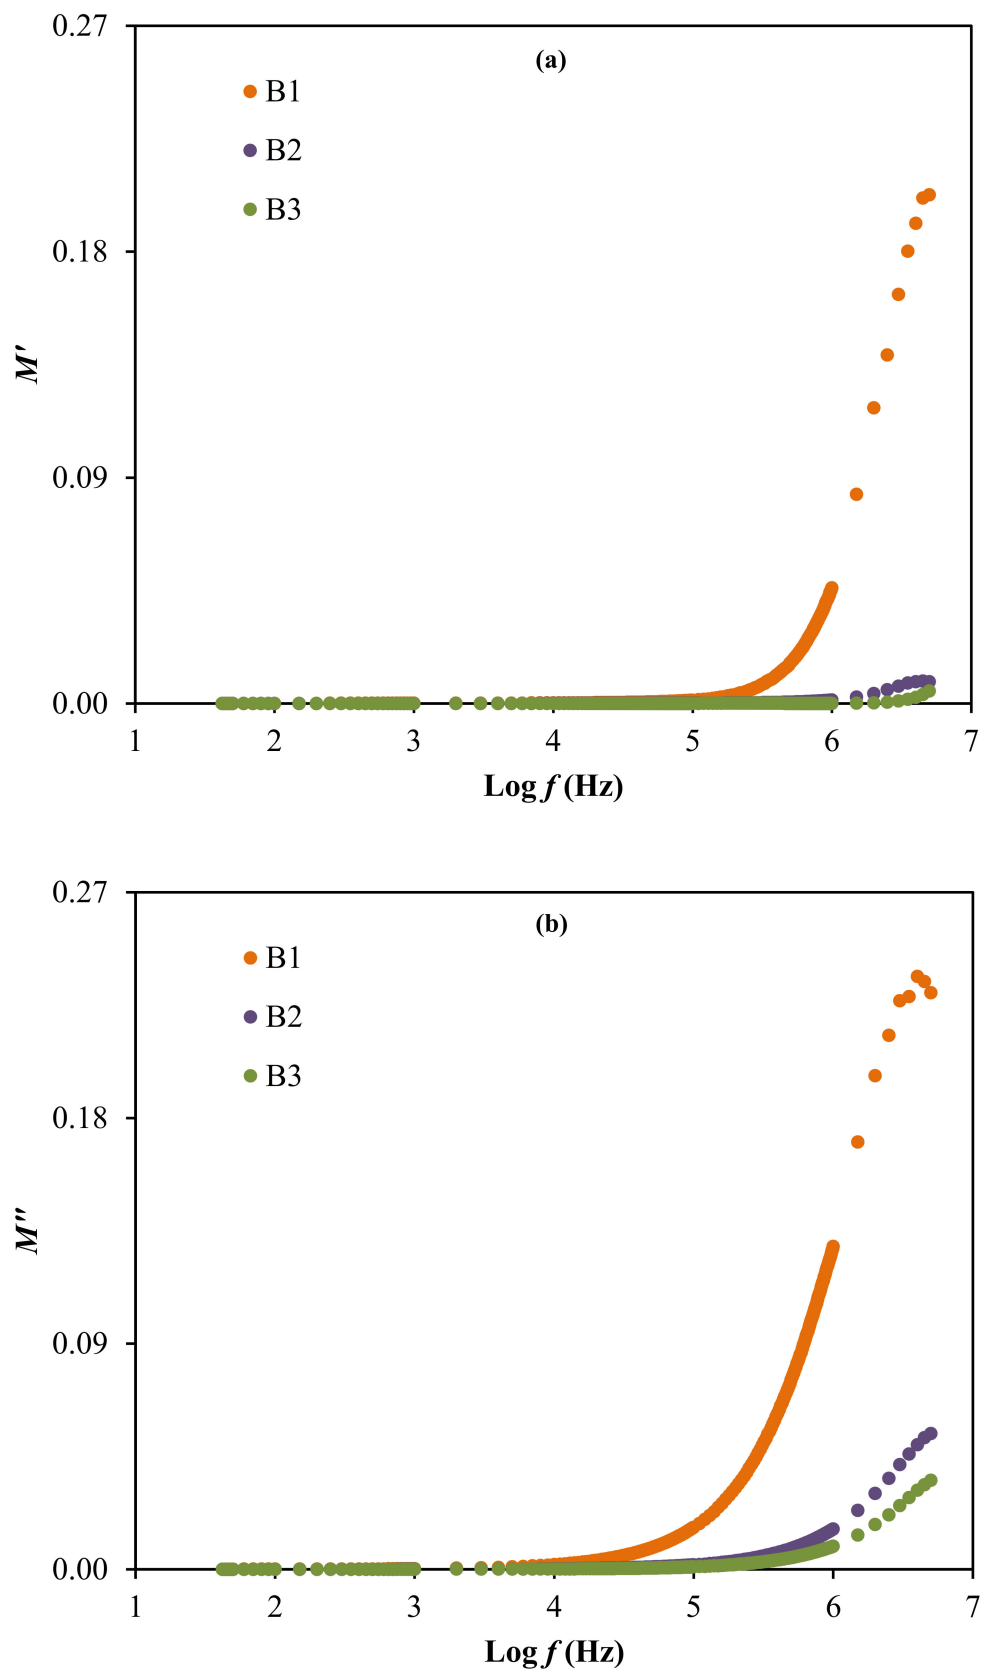 0.27
(a)
B1
B2
B3
0.18
M'
0.09
0.00
1 2 3 4 5 6 7
Log f (Hz)
0.27
(b)
B1
B2
B3
0.18
M"
0.09
0.00
1 2 3 4 5 6 7
Log f (Hz)